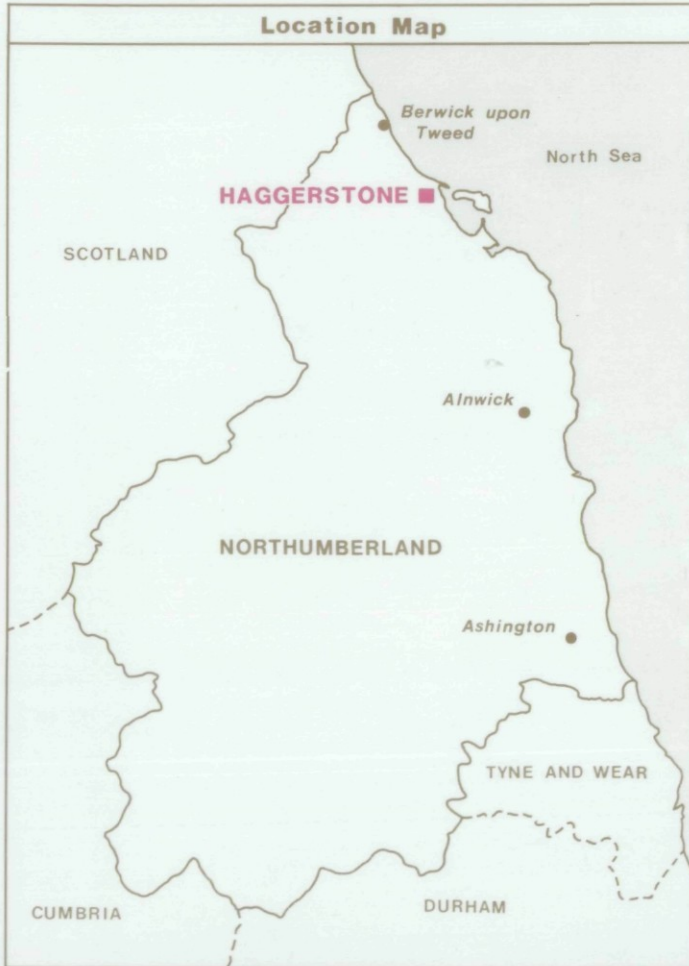 Location Map
Berwick upon
Tweed
North Sea
HAGGERSTONE
SCOTLAND
Alnwick
NORTHUMBERLAND
Ashington
TYNE AND WEAR
CUMBRIA
DURHAM